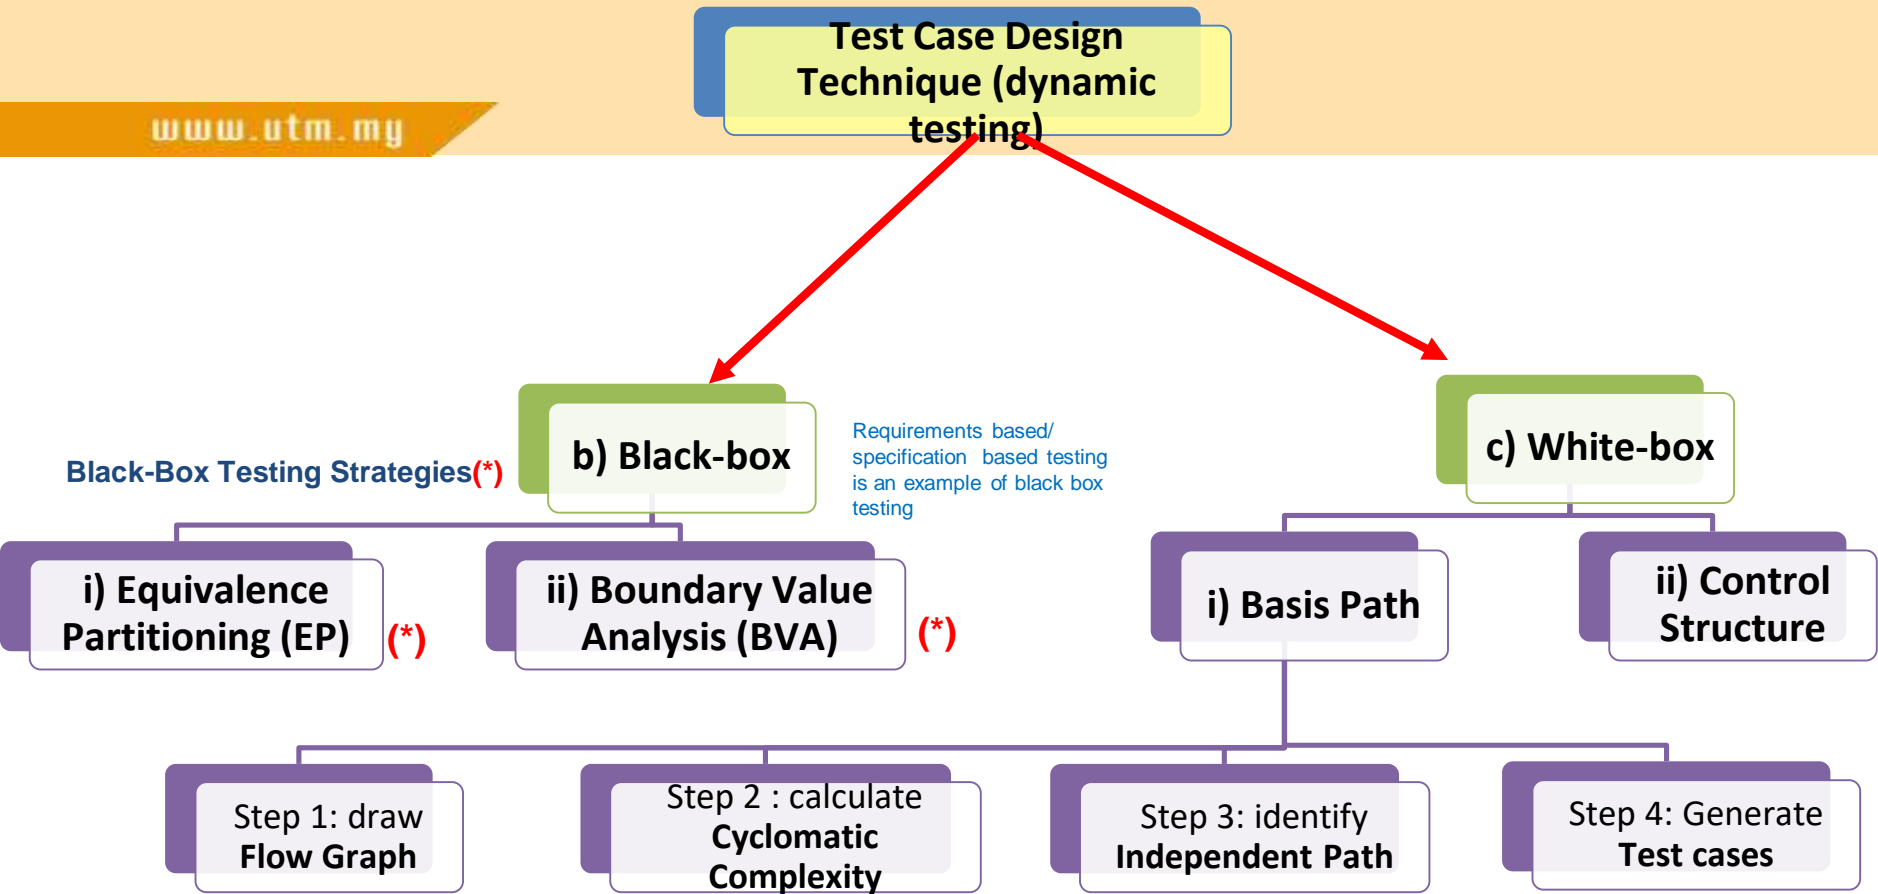 Test Case Design
Technique (dynamic
testing)
www.utm.my
b) Black-box
Black-Box Testing Strategies(*)
Requirements based/
specification based testing
is an example of black box
testing
c) White-box
i) Equivalence
Partitioning (EP)
(*)
ii) Boundary Value
Analysis (BVA)
(*)
i) Basis Path
ii) Control
Structure
Step 1: draw
Flow Graph
Step 2 : calculate
Cyclomatic
Complexity
Step 3: identify
Independent Path
Step 4: Generate
Test cases